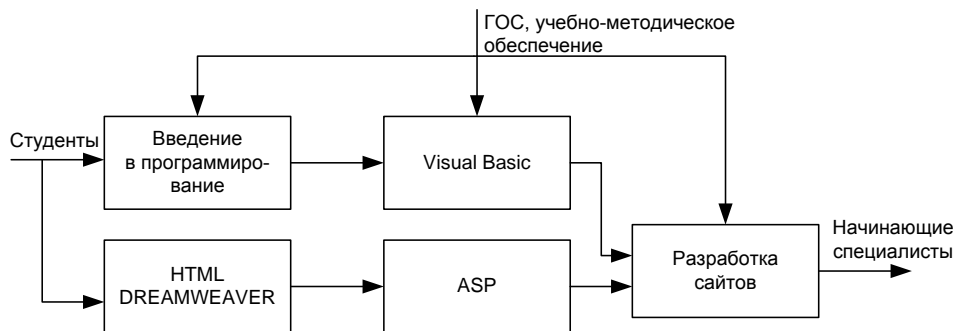 ГОС, учебно-методическое
обеспечение
Студенты
Введение
в программиро-
вание
Visual Basic
HTML
DREAMWEAVER
ASP
Разработка
сайтов
Начинающие
специалисты